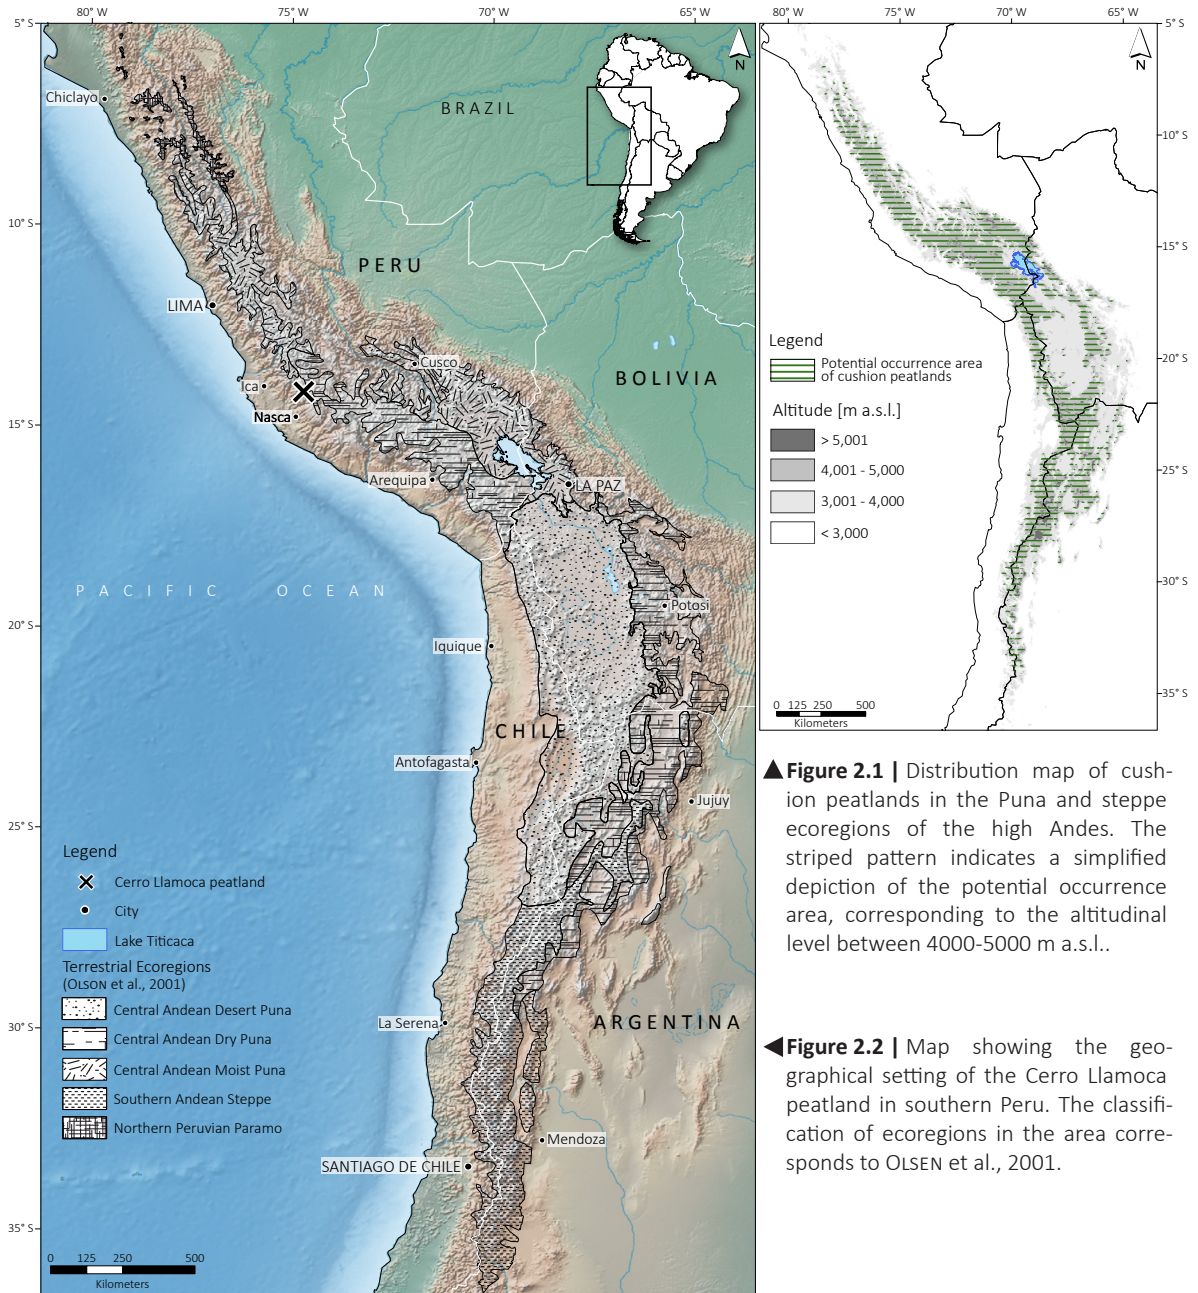 80° W
75° W
70° W
65° W
5° S
10° S
15° S
20° S
25° S
30° S
35° S
N
BRAZIL
PERU
BOLIVIA
CHILE
ARGENTINA
PACIFIC OCEAN
Chiclayo
LIMA
Ica
Nasca
Cusco
Arequipa
LA PAZ
Potosí
Iquique
Antofagasta
Jujuy
La Serena
Mendoza
SANTIAGO DE CHILE
Legend
Cerro Llamoca peatland
City
Lake Titicaca
Terrestrial Ecoregions
(OLSON et al., 2001)
Central Andean Desert Puna
Central Andean Dry Puna
Central Andean Moist Puna
Southern Andean Steppe
Northern Peruvian Paramo
0 125 250 500
Kilometers
80° W
75° W
70° W
65° W
5° S
10° S
15° S
20° S
25° S
30° S
35° S
N
Legend
Potential occurrence area
of cushion peatlands
Altitude [m a.s.l.]
> 5,001
4,001 - 5,000
3,001 - 4,000
< 3,000
0 125 250 500
Kilometers
Figure 2.1 | Distribution map of cush-
ion peatlands in the Puna and steppe
ecoregions of the high Andes. The
striped pattern indicates a simplified
depiction of the potential occurrence
area, corresponding to the altitudinal
level between 4000-5000 m a.s.l..
Figure 2.2 | Map showing the geo-
graphical setting of the Cerro Llamoca
peatland in southern Peru. The classifi-
cation of ecoregions in the area corre-
sponds to OLSEN et al., 2001.